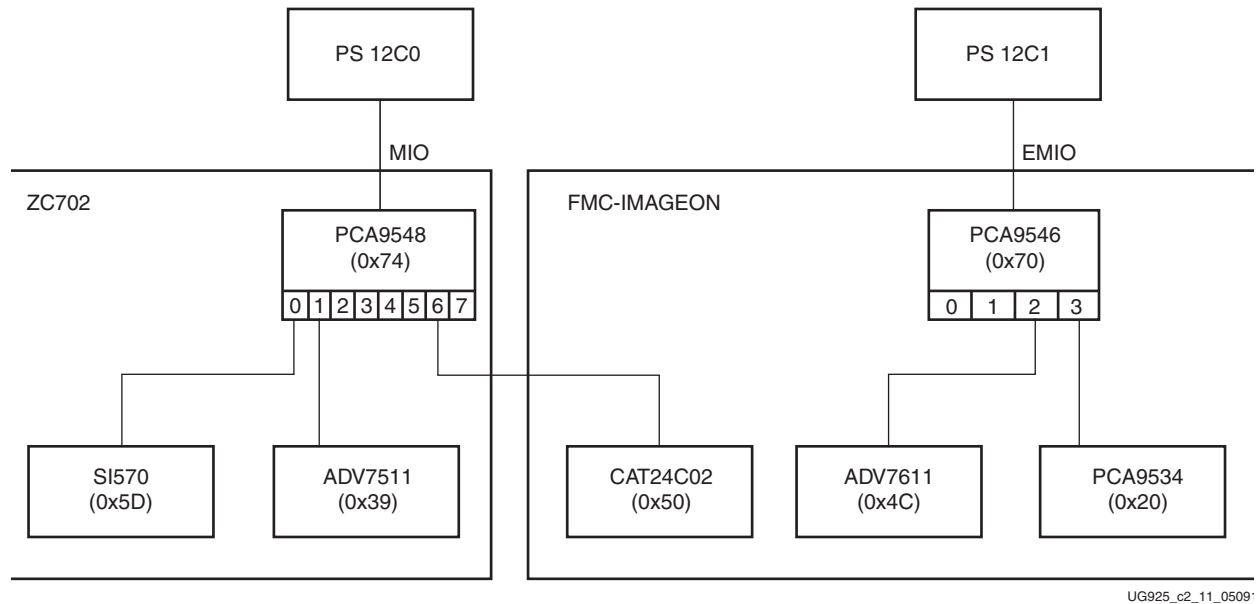 PS 12C0
PS 12C1
MIO
EMIO
ZC702
FMC-IMAGEON
PCA9548
(0x74)
0 1 2 3 4 5 6 7
PCA9546
(0x70)
0 1 2 3
SI570
(0x5D)
ADV7511
(0x39)
CAT24C02
(0x50)
ADV7611
(0x4C)
PCA9534
(0x20)
UG925_c2_11_05091